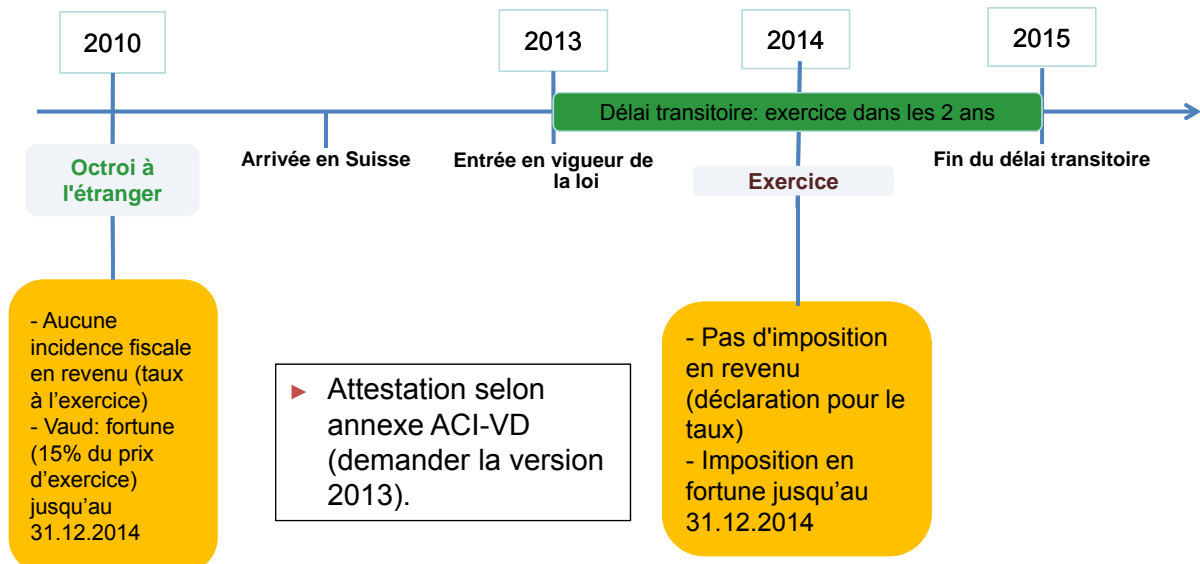 2010
2013
2014
2015
Délai transitoire: exercice dans les 2 ans
Octroi à
l'étranger
Arrivée en Suisse
Entrée en vigueur de
la loi
Exercice
Fin du délai transitoire
- Aucune
incidence fiscale
en revenu (taux
à l’exercice)
- Vaud: fortune
(15% du prix
d’exercice)
jusqu’au
31.12.2014
► Attestation selon
annexe ACI-VD
(demander la version
2013).
- Pas d'imposition
en revenu
(déclaration pour le
taux)
- Imposition en
fortune jusqu’au
31.12.2014